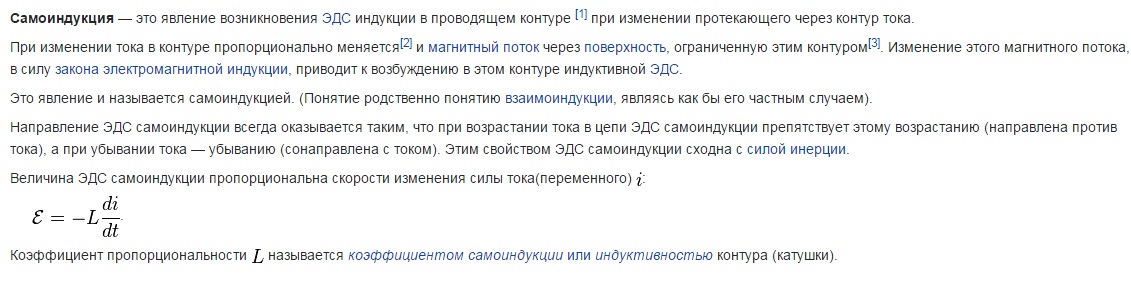 Самоиндукция — это явление возникновения ЭДС индукции в проводящем контуре [1] при изменении протекающего через контур тока.
При изменении тока в контуре пропорционально меняется[2] и магнитный поток через поверхность, ограниченную этим контуром[3]. Изменение этого магнитного потока,
в силу закона электромагнитной индукции, приводит к возбуждению в этом контуре индуктивной ЭДС.
Это явление и называется самоиндукцией. (Понятие родственно понятию взаимоиндукции, являясь как бы его частным случаем).
Направление ЭДС самоиндукции всегда оказывается таким, что при возрастании тока в цепи ЭДС самоиндукции препятствует этому возрастанию (направлена против
тока), а при убывании тока — убыванию (сонаправлена с током). Этим свойством ЭДС самоиндукции сходна с силой инерции.
Величина ЭДС самоиндукции пропорциональна скорости изменения силы тока(переменного) i:
ℰ = −L di/dt.
Коэффициент пропорциональности L называется коэффициентом самоиндукции или индуктивностью контура (катушки).